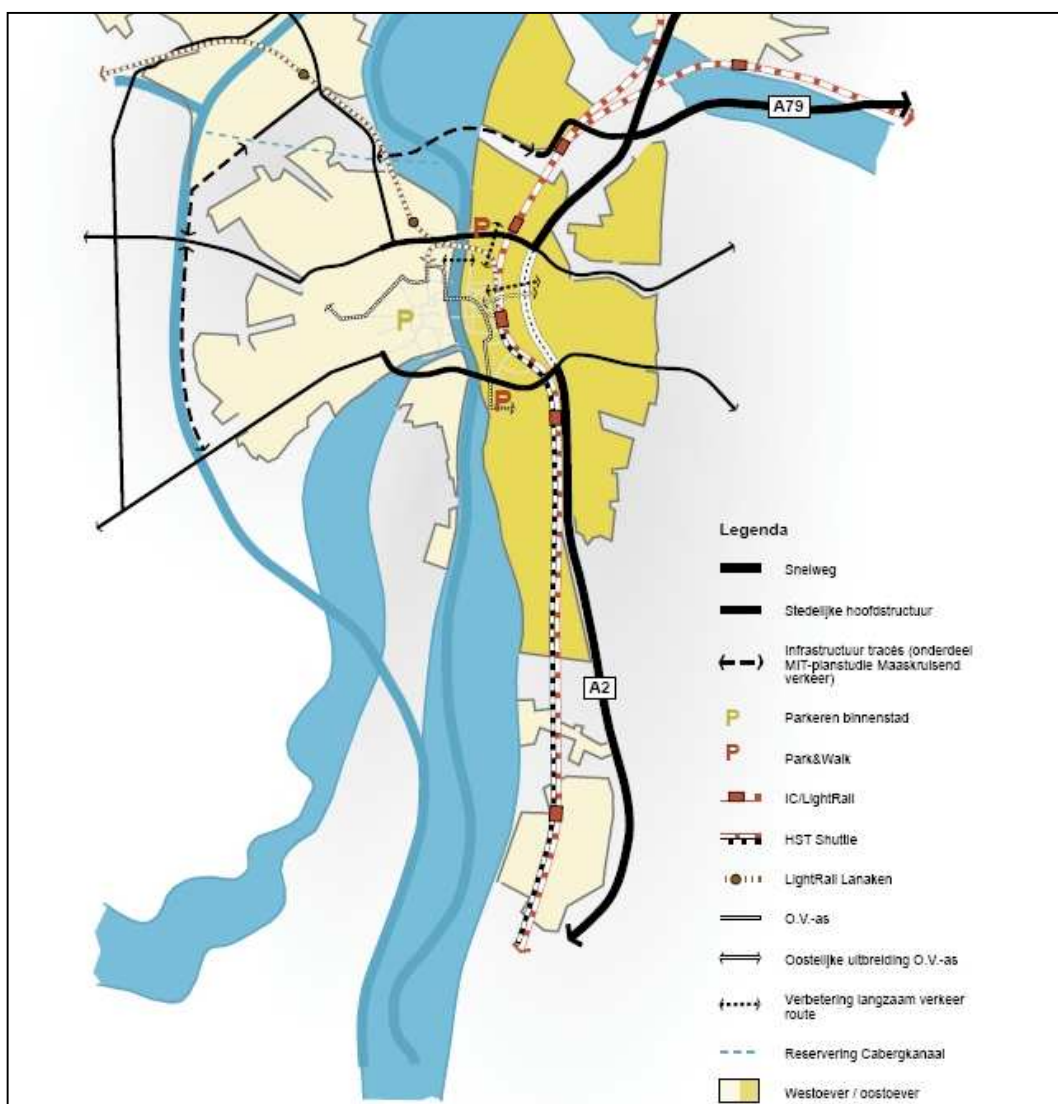 A79
P
P
P
A2
Legenda
Snelweg
Stedelijke hoofdstructuur
Infrastructuur tracés (onderdeel
MIT-planstudie Maaskruisend
verkeer)
P Parkeren binnenstad
P Park&Walk
IC/LightRail
HST Shuttle
LightRail Lanaken
O.V.-as
Oostelijke uitbreiding O.V.-as
Verbetering langzaam verkeer
route
Reservering Cabergkanaal
Westoever / oostoever